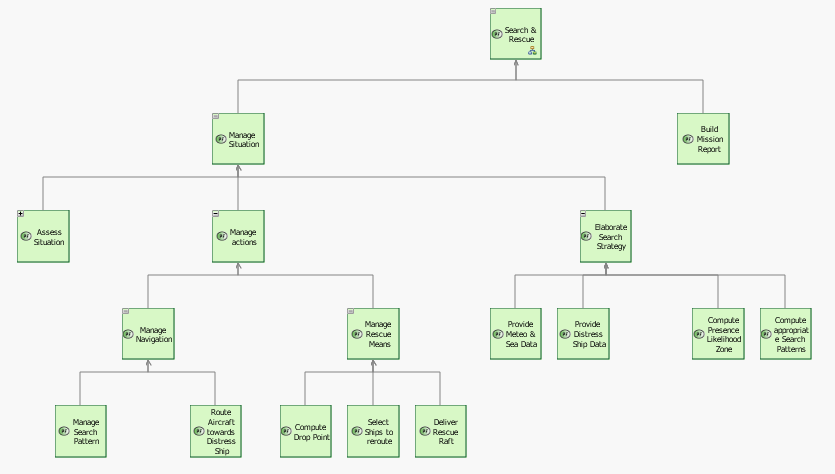 Search &
Rescue
Manage
Situation
Build
Mission
Report
Assess
Situation
Manage
actions
Elaborate
Search
Strategy
Manage
Navigation
Manage
Rescue
Means
Provide
Meteo &
Sea Data
Provide
Distress
Ship Data
Compute
Presence
Likelihood
Zone
Compute
appropriat
e Search
Patterns
Manage
Search
Pattern
Route
Aircraft
towards
Distress
Ship
Compute
Drop Point
Select
Ships to
reroute
Deliver
Rescue
Raft